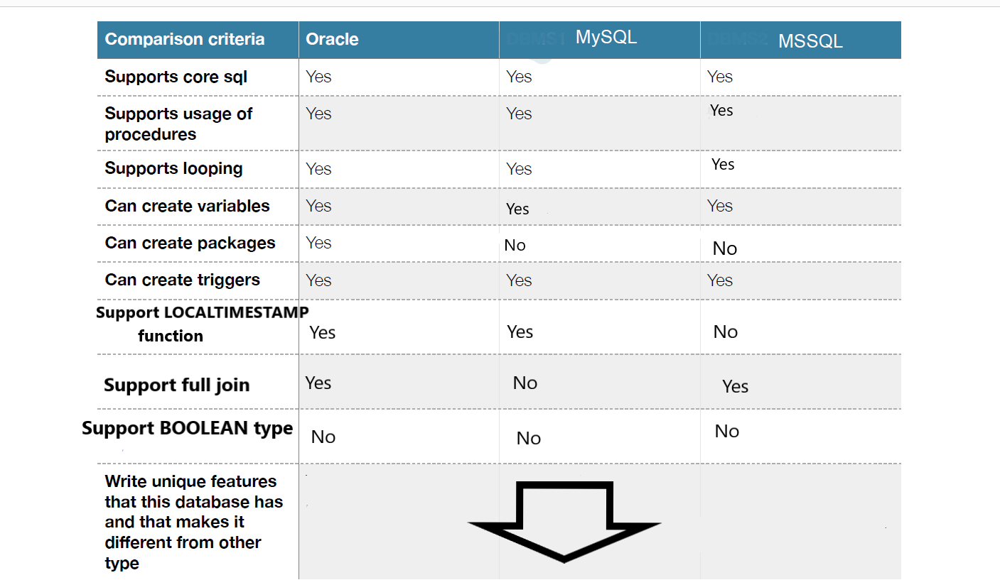 Comparison criteria Oracle DBMS1 MySQL DBMS2 MSSQL
Supports core sql Yes Yes Yes
Supports usage of Yes Yes Yes
procedures
Supports looping Yes Yes Yes
Can create variables Yes Yes Yes
Can create packages Yes No No
Can create triggers Yes Yes Yes
Support LOCALTIMESTAMP
function Yes Yes No
Support full join Yes No Yes
Support BOOLEAN type No No No
Write unique features
that this database has
and that makes it
different from other
type